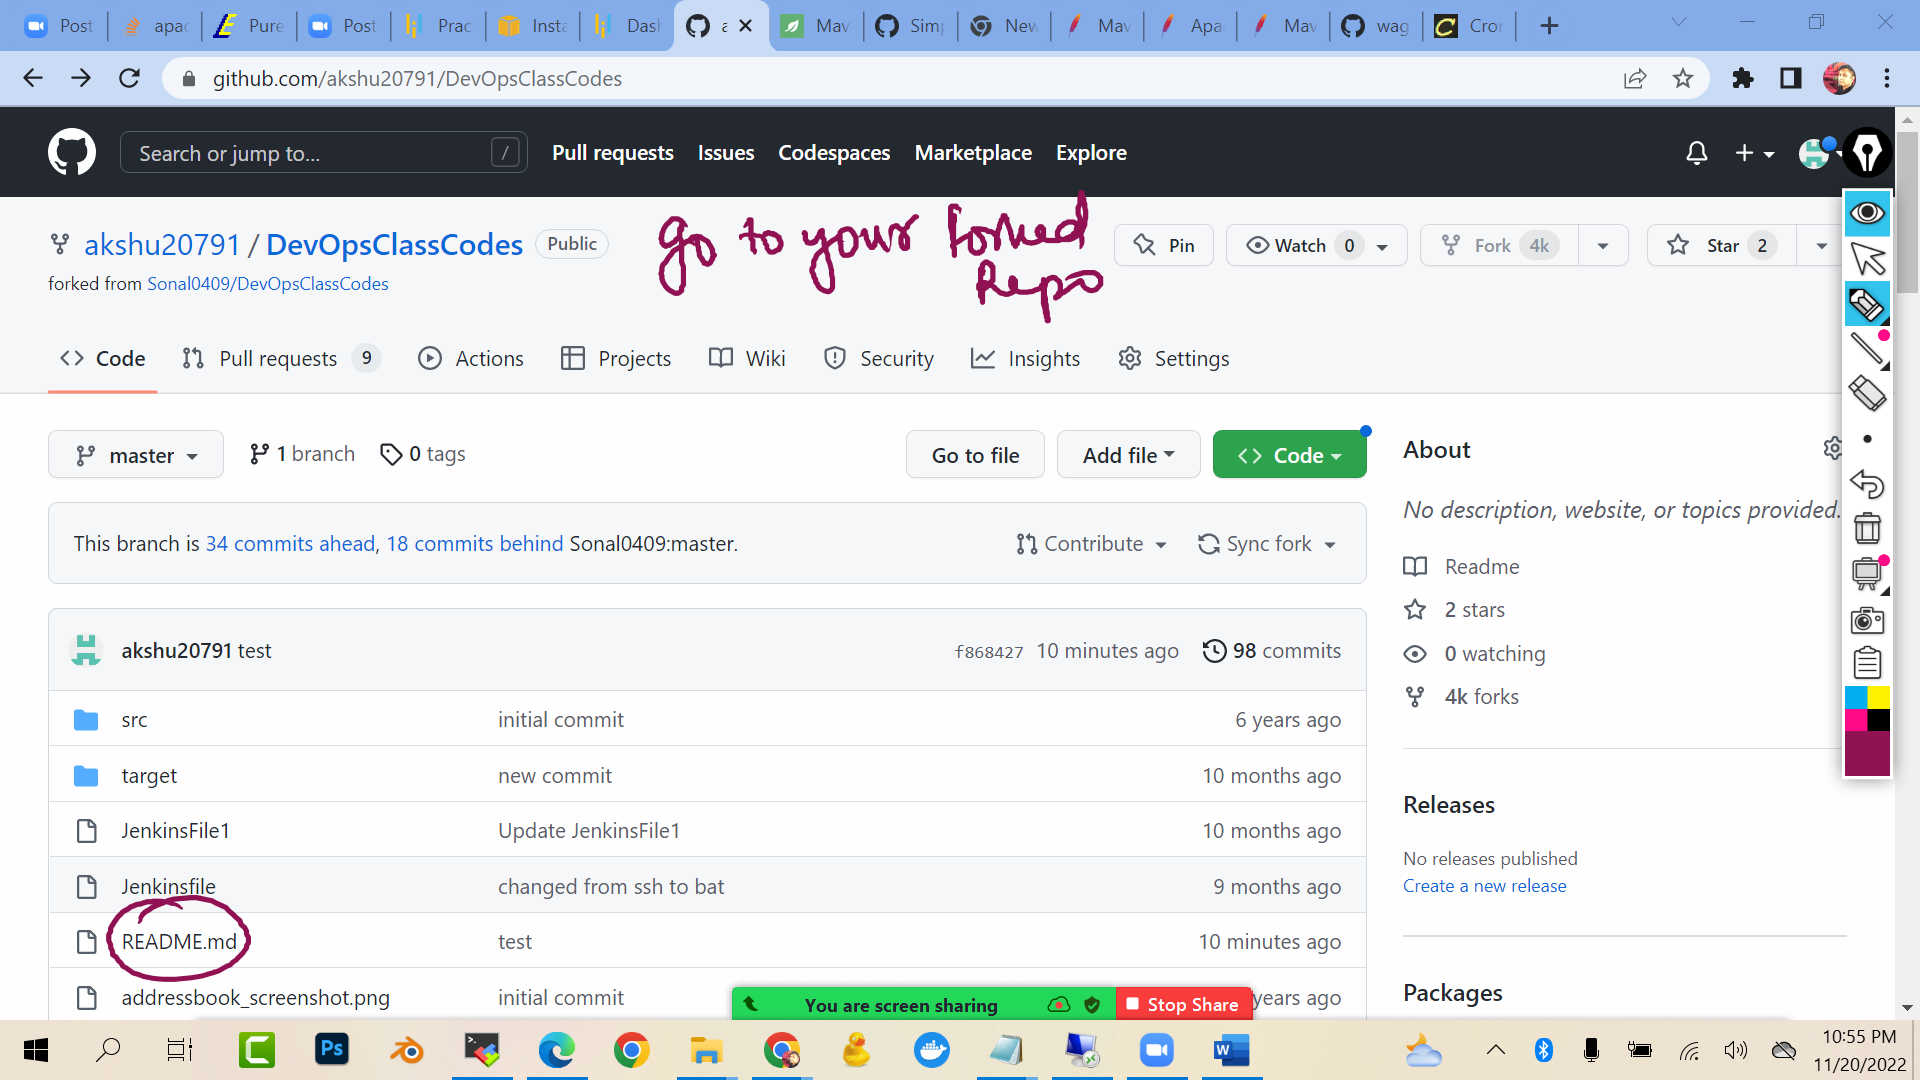 Post
apac
Pure
Post
Prac
Insta
Dash
a
Mav
Simp
New
Mav
Apa
Mav
wag
Cron
github.com/akshu20791/DevOpsClassCodes
Search or jump to... /
Pull requests Issues Codespaces Marketplace Explore
akshu20791 / DevOpsClassCodes Public
go to your forked
Repo
Pin Watch 0 Fork 4k Star 2
forked from Sonal0409/DevOpsClassCodes
Code Pull requests 9 Actions Projects Wiki Security Insights Settings
master 1 branch 0 tags Go to file Add file Code
This branch is 34 commits ahead, 18 commits behind Sonal0409:master. Contribute Sync fork
akshu20791 test f868427 10 minutes ago 98 commits
src initial commit 6 years ago
target new commit 10 months ago
JenkinsFile1 Update JenkinsFile1 10 months ago
Jenkinsfile changed from ssh to bat 9 months ago
README.md test 10 minutes ago
addressbook_screenshot.png initial commit years ago
About
No description, website, or topics provided.
Readme
2 stars
0 watching
4k forks
Releases
No releases published
Create a new release
Packages
You are screen sharing Stop Share
Ps
W
10:55 PM
11/20/2022